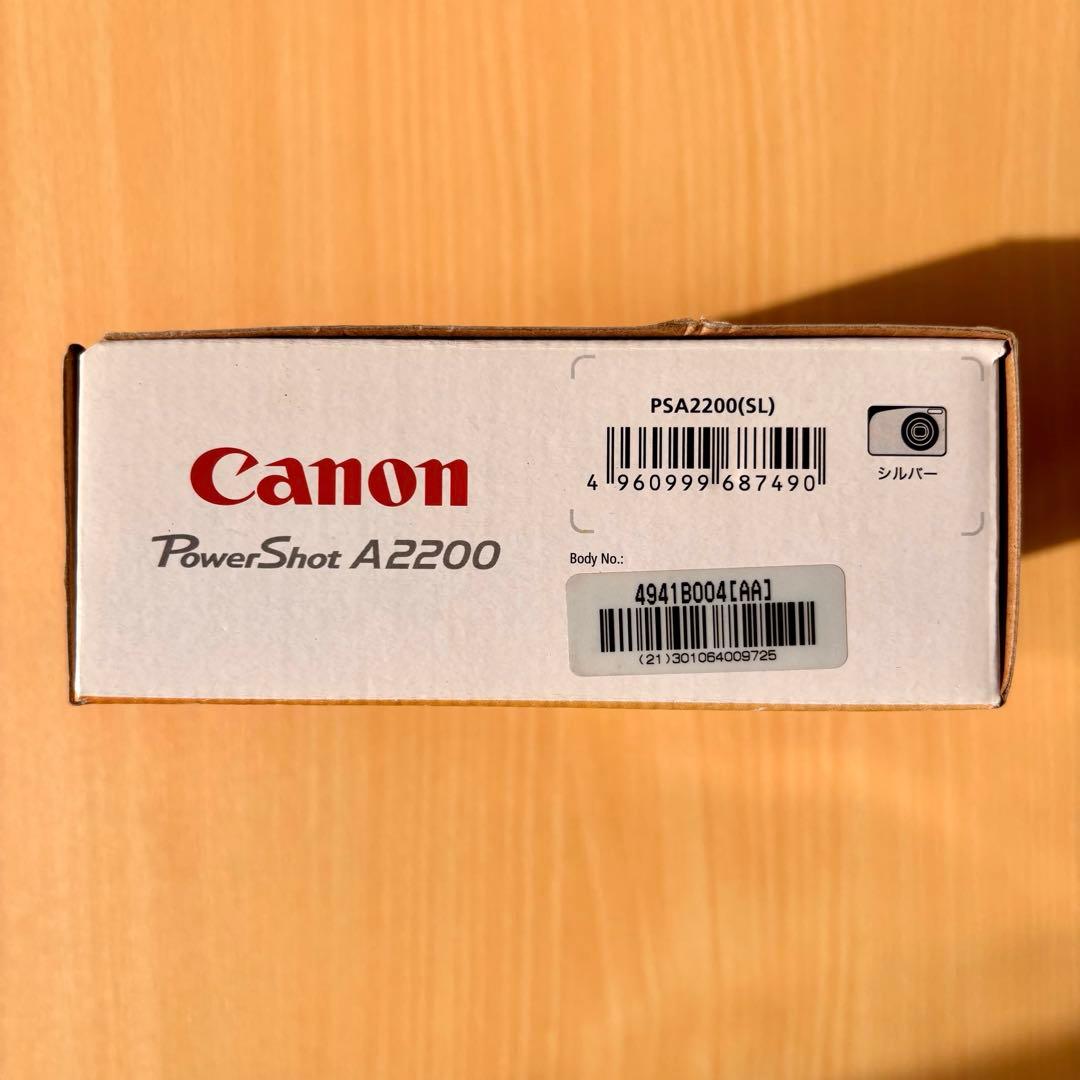 Canon
PowerShot A2200
PSA2200(SL)
4 960999 687490
シルバー
Body No.:
4941B004[AA]
(21)301064009725